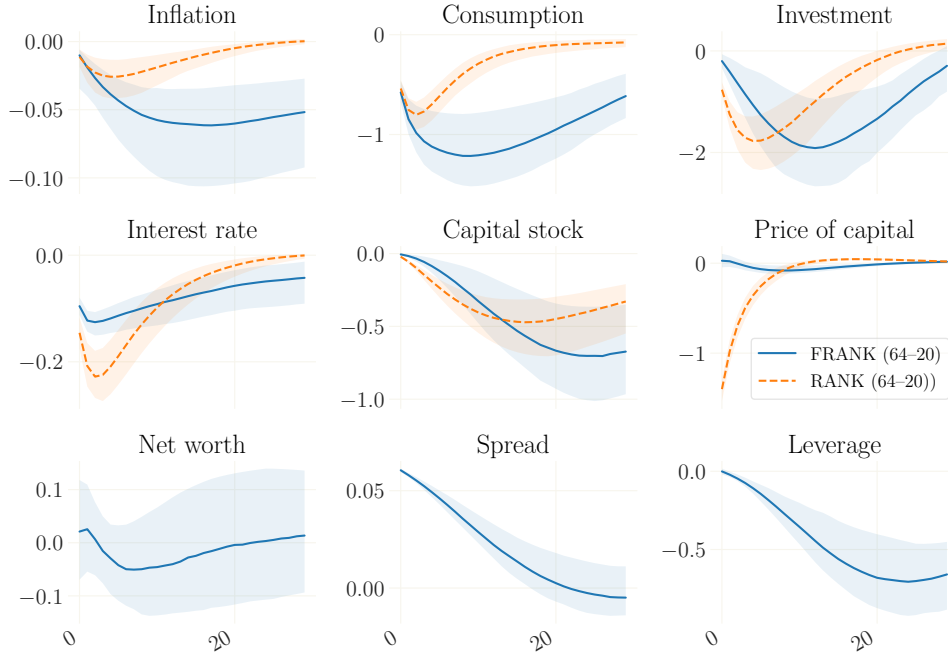 Inflation
Consumption
Investment
0.00
−0.05
−0.10
0
−1
0
−2
Interest rate
Capital stock
Price of capital
0.0
−0.2
0.0
−0.5
−1.0
0
−1
FRANK (64–20)
RANK (64–20))
Net worth
Spread
Leverage
0.1
0.0
−0.1
0.05
0.00
0.0
−0.5
0
20
0
20
0
20